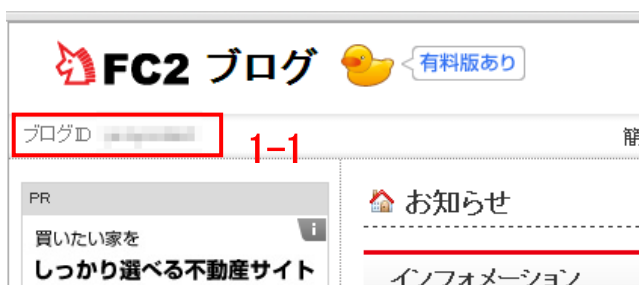 FC2 ブログ
有料版あり
ブログID
1-1
PR
お知らせ
買いたい家を
i
しっかり選べる不動産サイト
インフォメーション